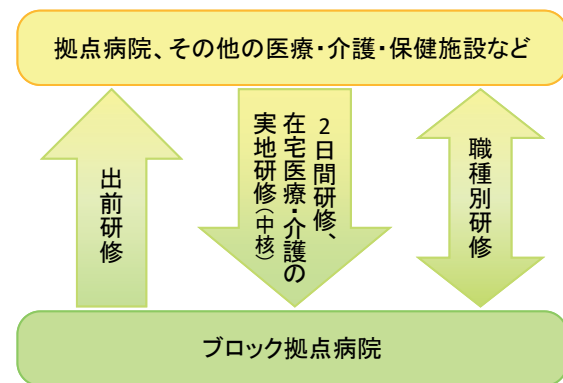 拠点病院、その他の医療・介護・保健施設など
出前研修
2日間研修、
在宅医療・介護の
実地研修(中核)
職種別研修
ブロック拠点病院